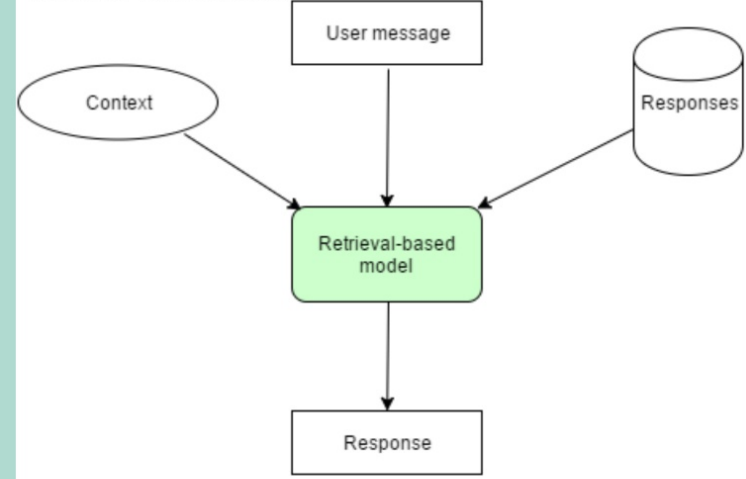 User message
Context
Responses
Retrieval-based
model
Response